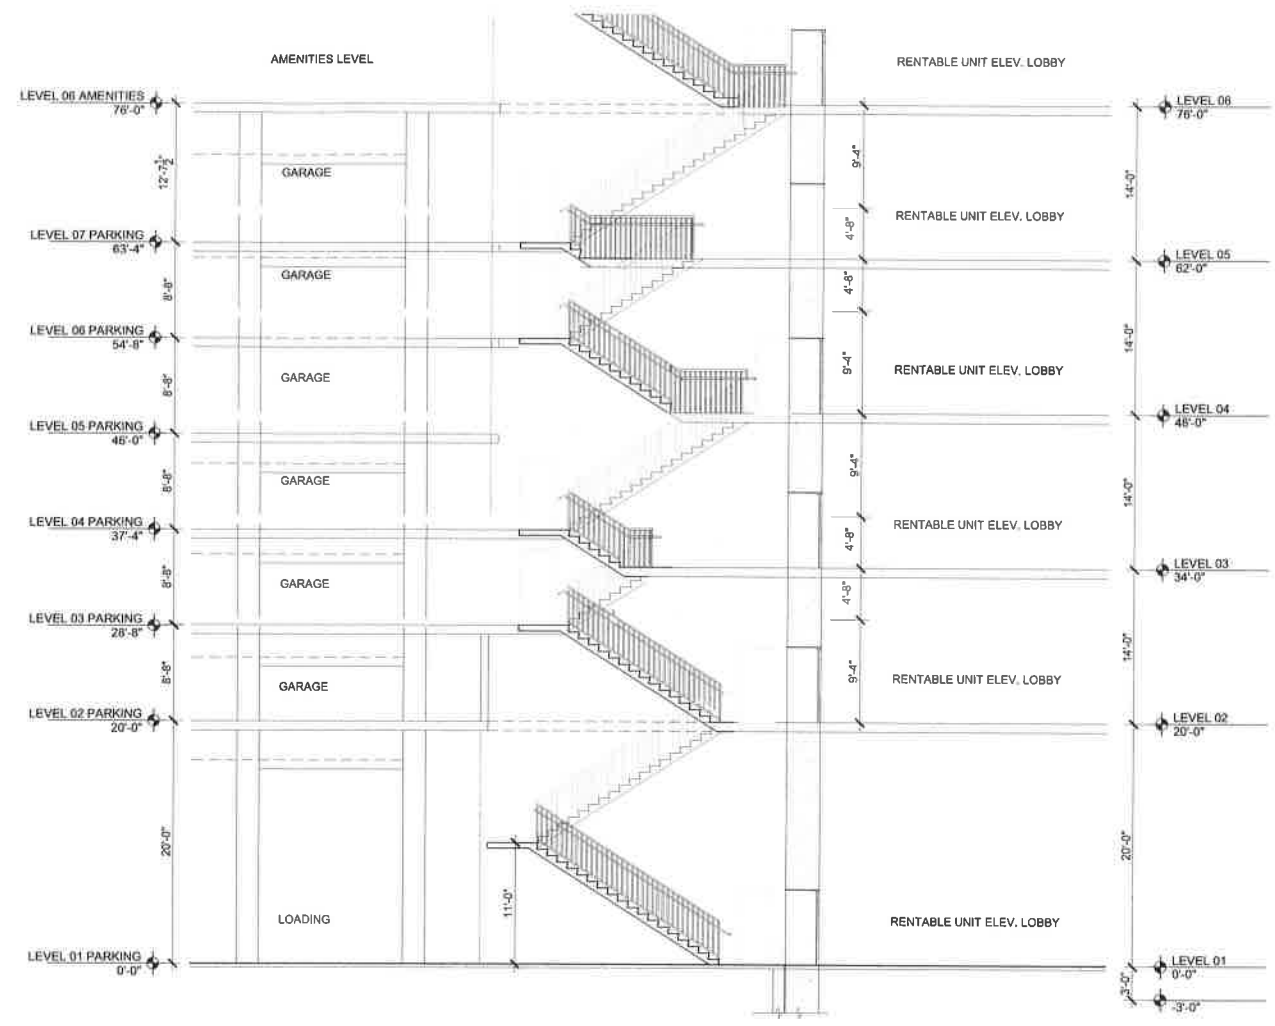 AMENITIES LEVEL
RENTABLE UNIT ELEV. LOBBY
LEVEL 06 AMENITIES
76'-0"
LEVEL 06
76'-0"
12'-7½"
GARAGE
9'-4"
14'-0"
RENTABLE UNIT ELEV. LOBBY
4'-8"
LEVEL 07 PARKING
63'-4"
LEVEL 05
62'-0"
GARAGE
8'-8"
4'-8"
LEVEL 06 PARKING
54'-8"
14'-0"
9'-4"
RENTABLE UNIT ELEV. LOBBY
GARAGE
8'-8"
LEVEL 04
48'-0"
LEVEL 05 PARKING
46'-0"
9'-4"
GARAGE
8'-8"
14'-0"
RENTABLE UNIT ELEV. LOBBY
LEVEL 04 PARKING
37'-4"
4'-8"
LEVEL 03
34'-0"
GARAGE
8'-8"
4'-8"
LEVEL 03 PARKING
28'-8"
14'-0"
9'-4"
RENTABLE UNIT ELEV. LOBBY
GARAGE
8'-8"
LEVEL 02 PARKING
20'-0"
LEVEL 02
20'-0"
20'-0"
20'-0"
11'-0"
LOADING
RENTABLE UNIT ELEV. LOBBY
LEVEL 01 PARKING
0'-0"
LEVEL 01
0'-0"
3'-0"
-3'-0"